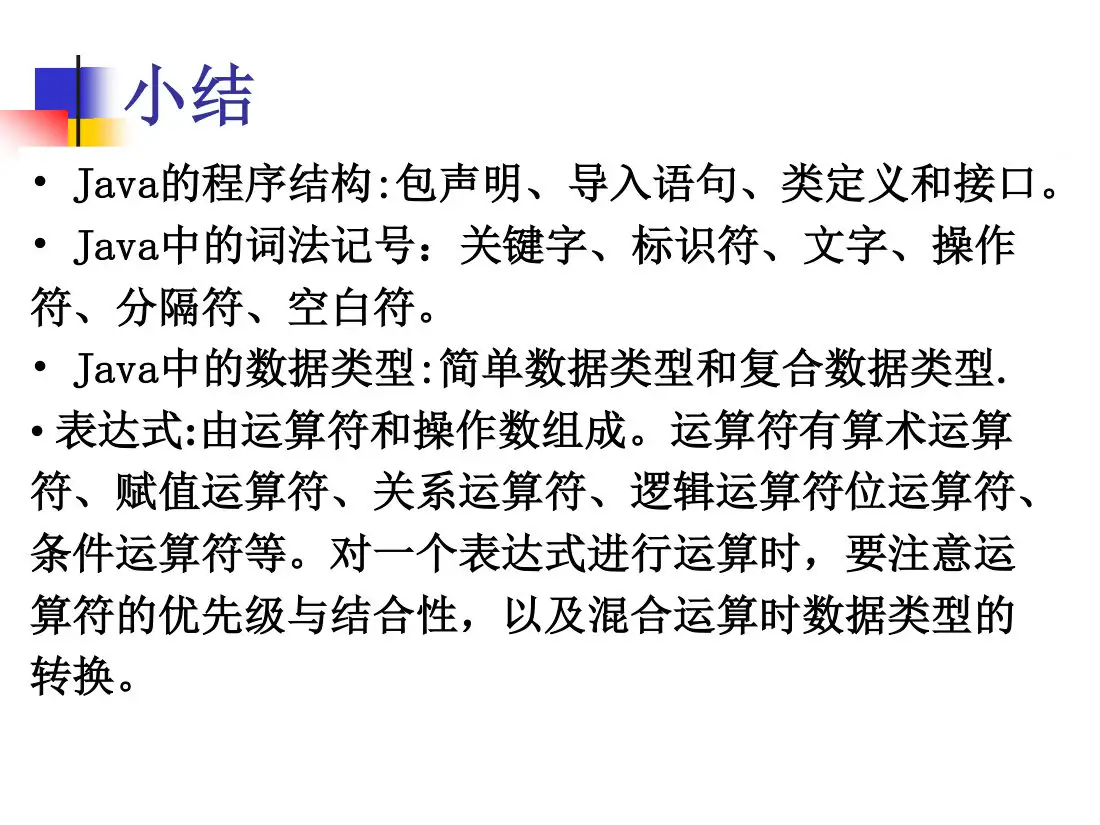 小结
• Java的程序结构:包声明、导入语句、类定义和接口。
• Java中的词法记号：关键字、标识符、文字、操作
符、分隔符、空白符。
• Java中的数据类型:简单数据类型和复合数据类型.
• 表达式:由运算符和操作数组成。运算符有算术运算
符、赋值运算符、关系运算符、逻辑运算符位运算符、
条件运算符等。对一个表达式进行运算时，要注意运
算符的优先级与结合性，以及混合运算时数据类型的
转换。